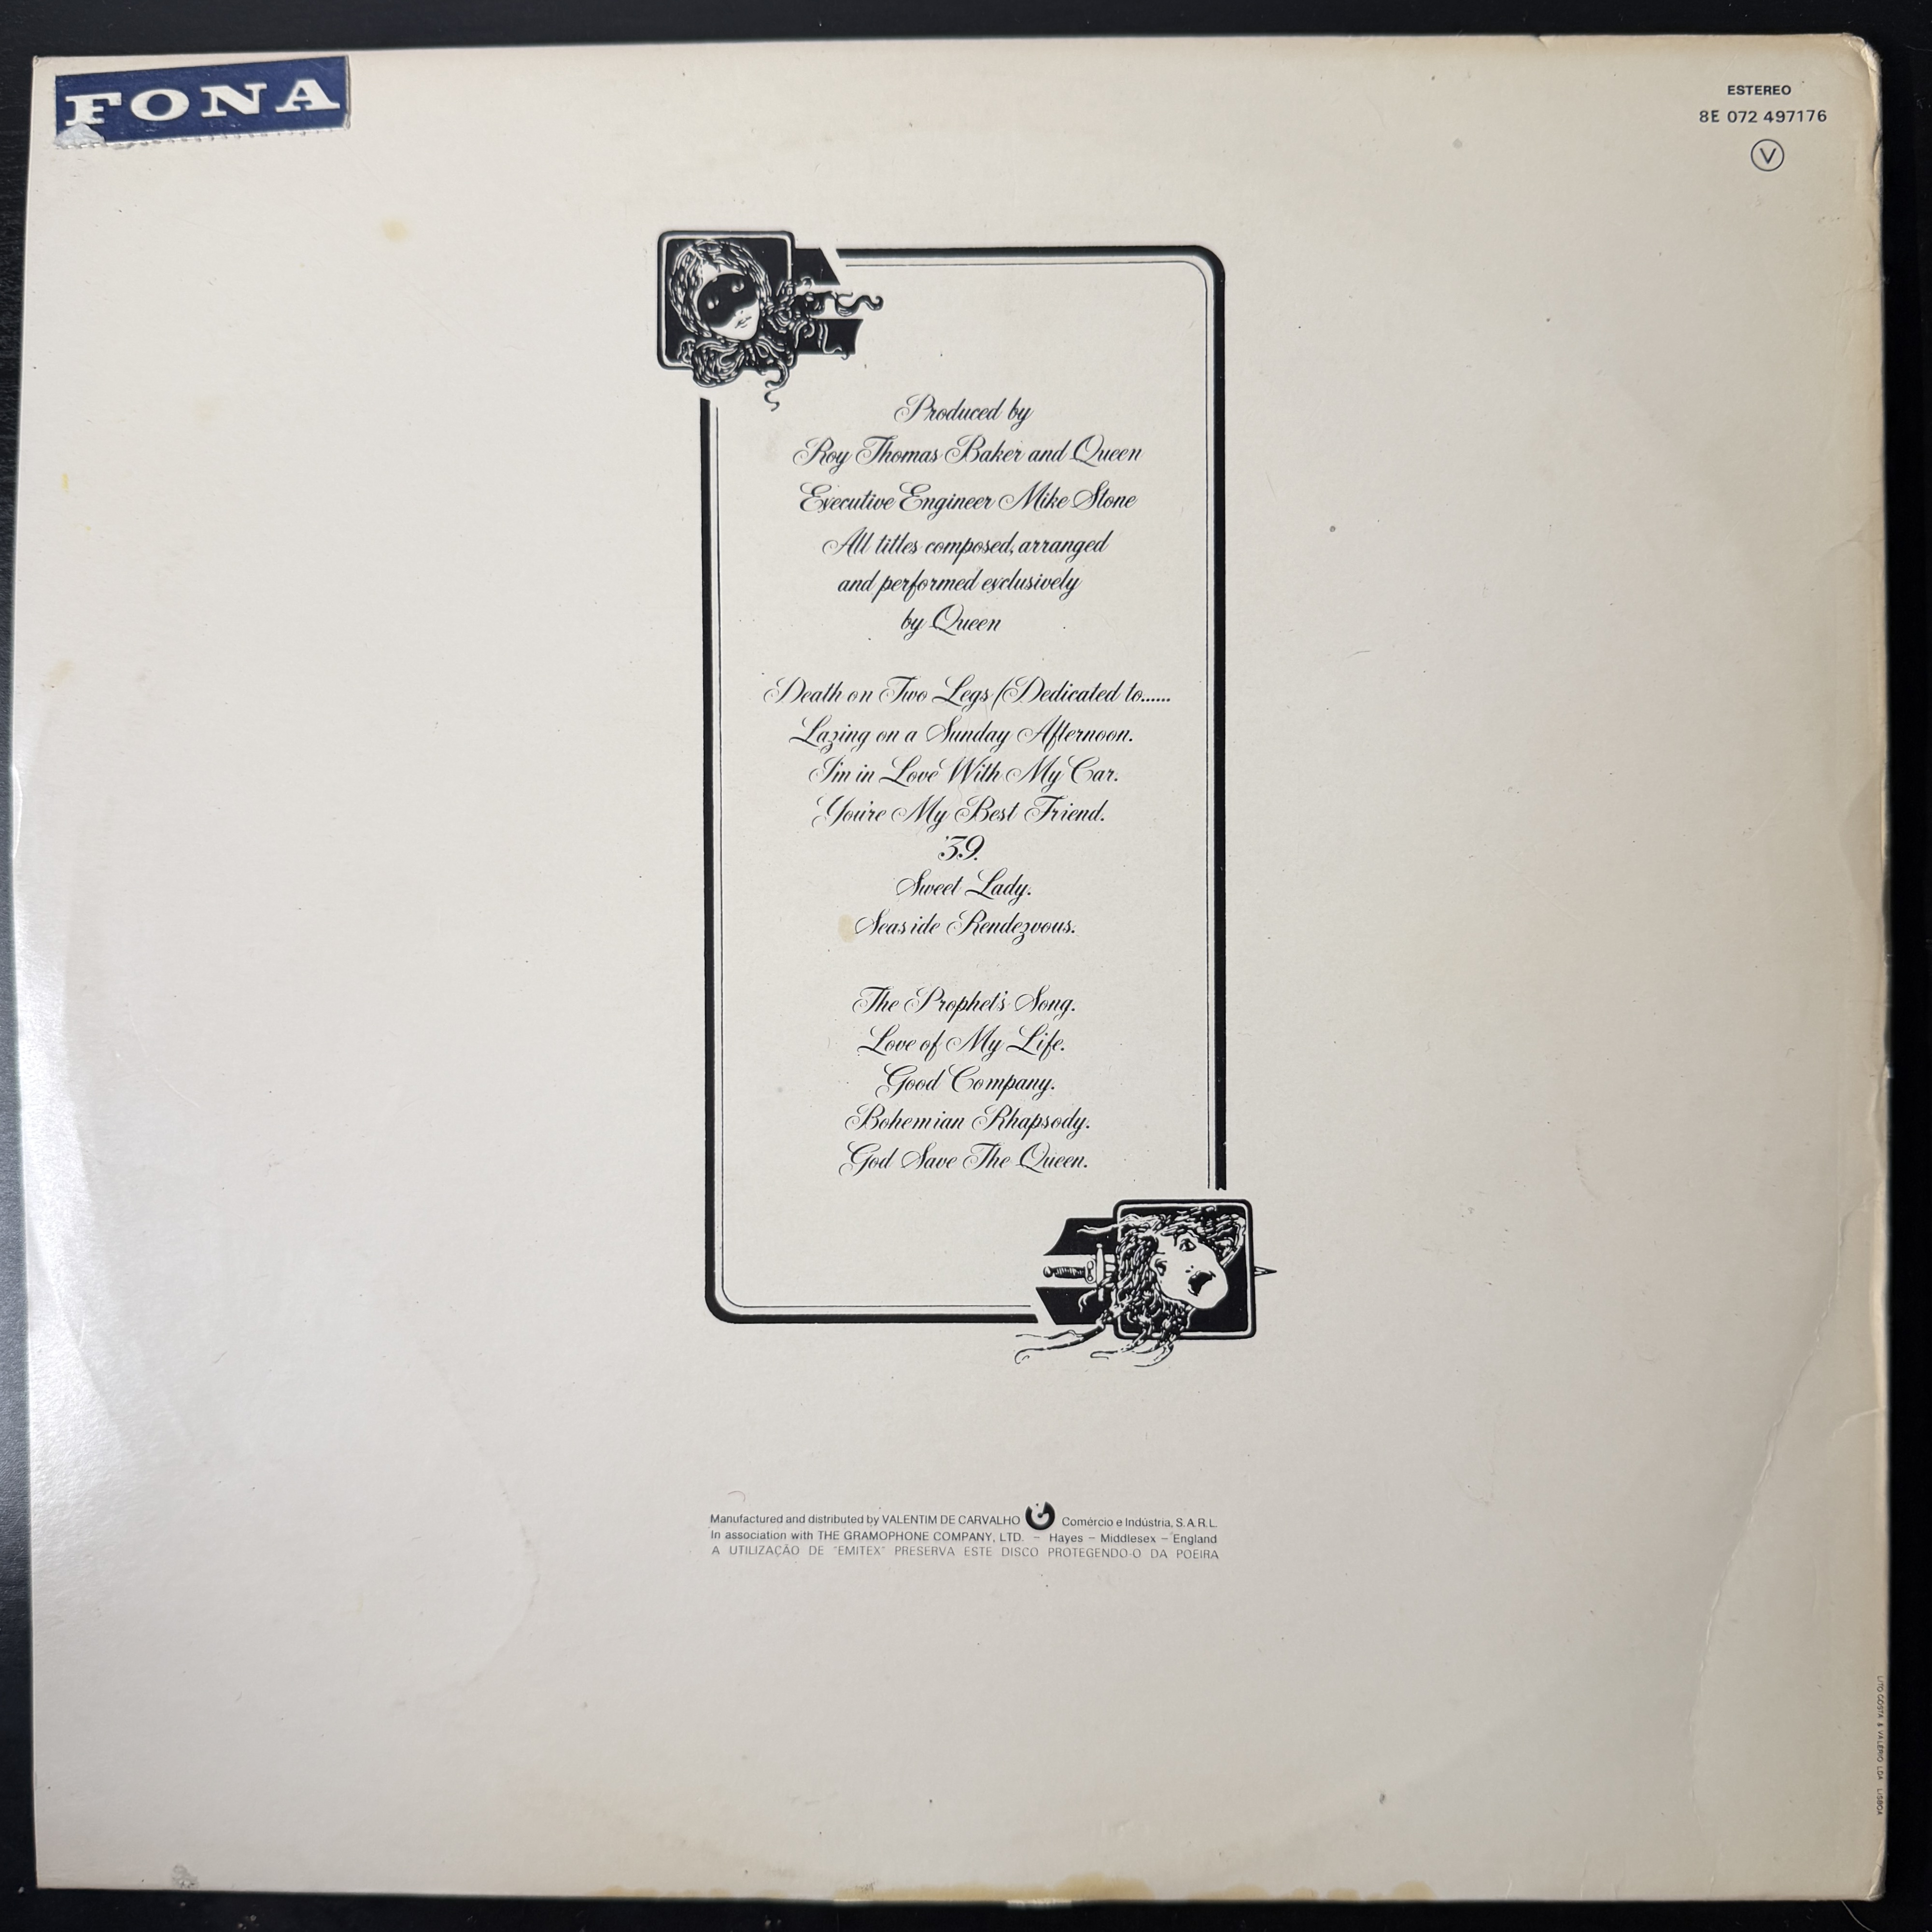 FONA
ESTEREO
8E 072 497176
V
Produced by
Roy Thomas Baker and Queen
Executive Engineer Mike Stone
All titles composed, arranged
and performed exclusively
by Queen
Death on Two Legs (Dedicated to......
Lazing on a Sunday Afternoon.
I'm in Love With My Car.
You're My Best Friend.
'39.
Sweet Lady.
Seaside Rendezvous.
The Prophet's Song.
Love of My Life.
Good Company.
Bohemian Rhapsody.
God Save The Queen.
Manufactured and distributed by VALENTIM DE CARVALHO Comércio e Indústria, S.A.R.L.
In association with THE GRAMOPHONE COMPANY, LTD. – Hayes – Middlesex – England
A UTILIZAÇÃO DE "EMITEX" PRESERVA ESTE DISCO PROTEGENDO-O DA POEIRA
LITO COSTA & VALÉRIO LDA LISBOA